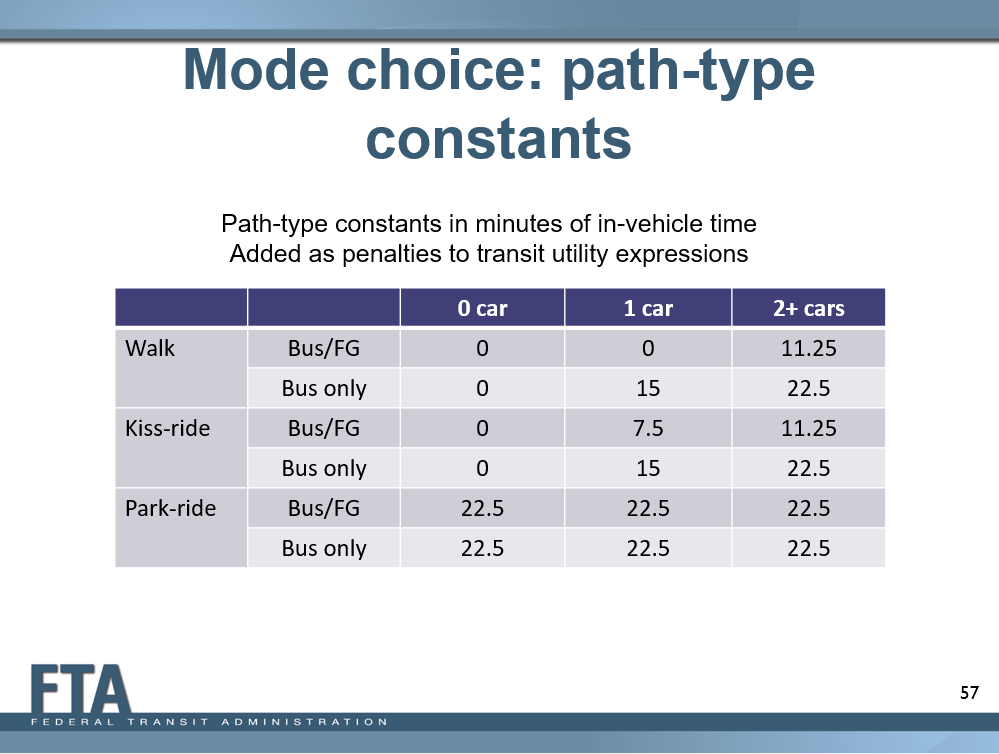 Mode choice: path-type
constants
Path-type constants in minutes of in-vehicle time
Added as penalties to transit utility expressions
0 car 1 car 2+ cars
Walk Bus/FG 0 0 11.25
Bus only 0 15 22.5
Kiss-ride Bus/FG 0 7.5 11.25
Bus only 0 15 22.5
Park-ride Bus/FG 22.5 22.5 22.5
Bus only 22.5 22.5 22.5
FTA
FEDERAL TRANSIT ADMINISTRATION
57